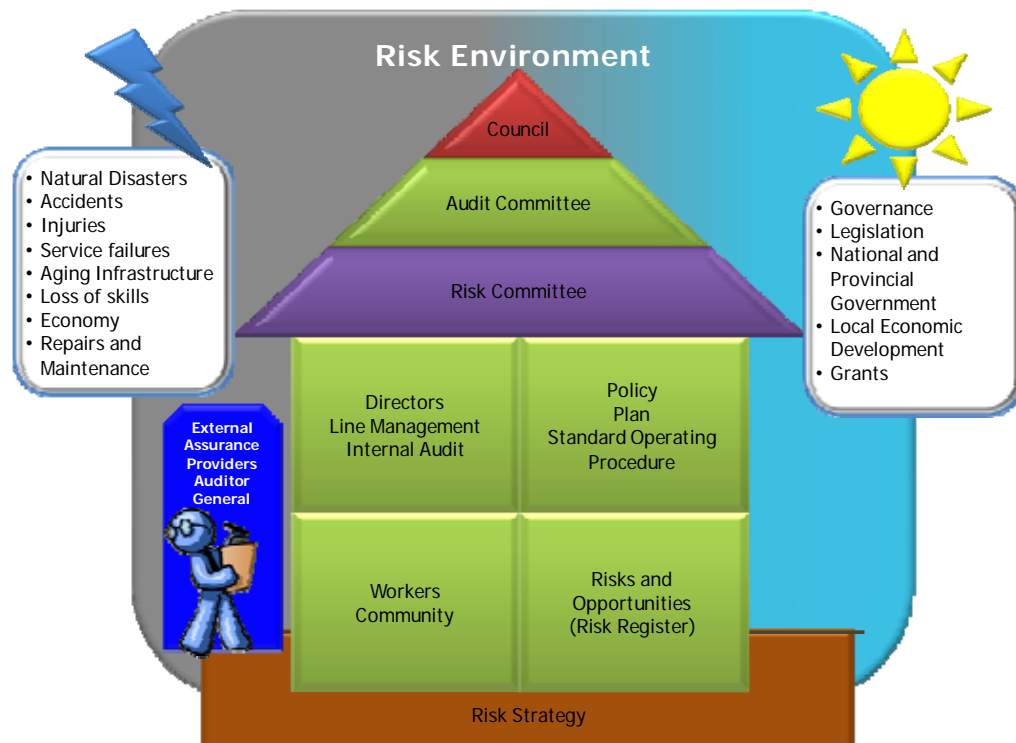 Risk Environment
Council
Audit Committee
Risk Committee
• Natural Disasters
• Accidents
• Injuries
• Service failures
• Aging Infrastructure
• Loss of skills
• Economy
• Repairs and
Maintenance
• Governance
• Legislation
• National and
Provincial
Government
• Local Economic
Development
• Grants
External
Assurance
Providers
Auditor
General
Directors
Line Management
Internal Audit
Policy
Plan
Standard Operating
Procedure
Workers
Community
Risks and
Opportunities
(Risk Register)
Risk Strategy